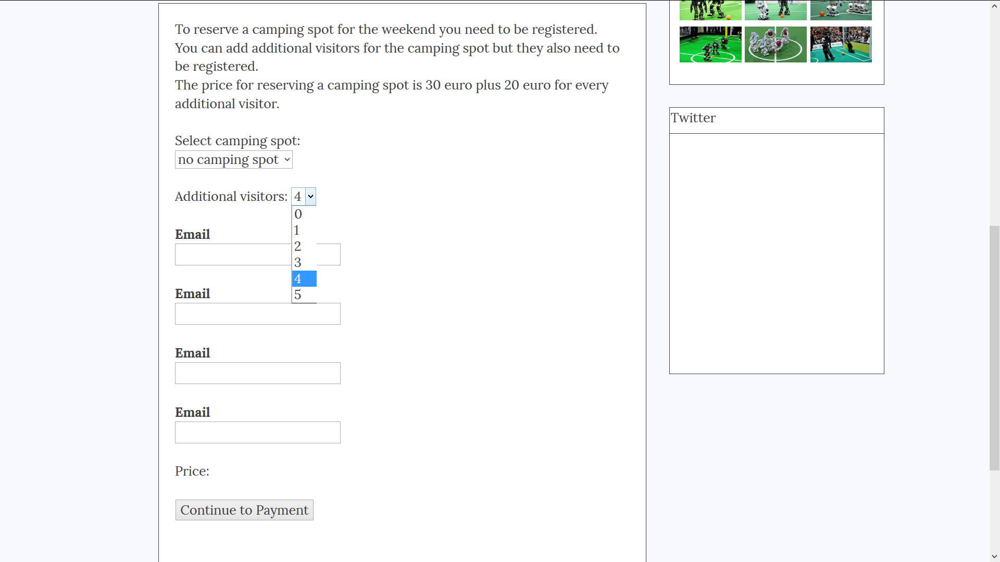 To reserve a camping spot for the weekend you need to be registered.
You can add additional visitors for the camping spot but they also need to
be registered.
The price for reserving a camping spot is 30 euro plus 20 euro for every
additional visitor.
Select camping spot:
no camping spot
Additional visitors: 4
0
1
2
3
4
5
Email
Email
Email
Email
Price:
Continue to Payment
Twitter